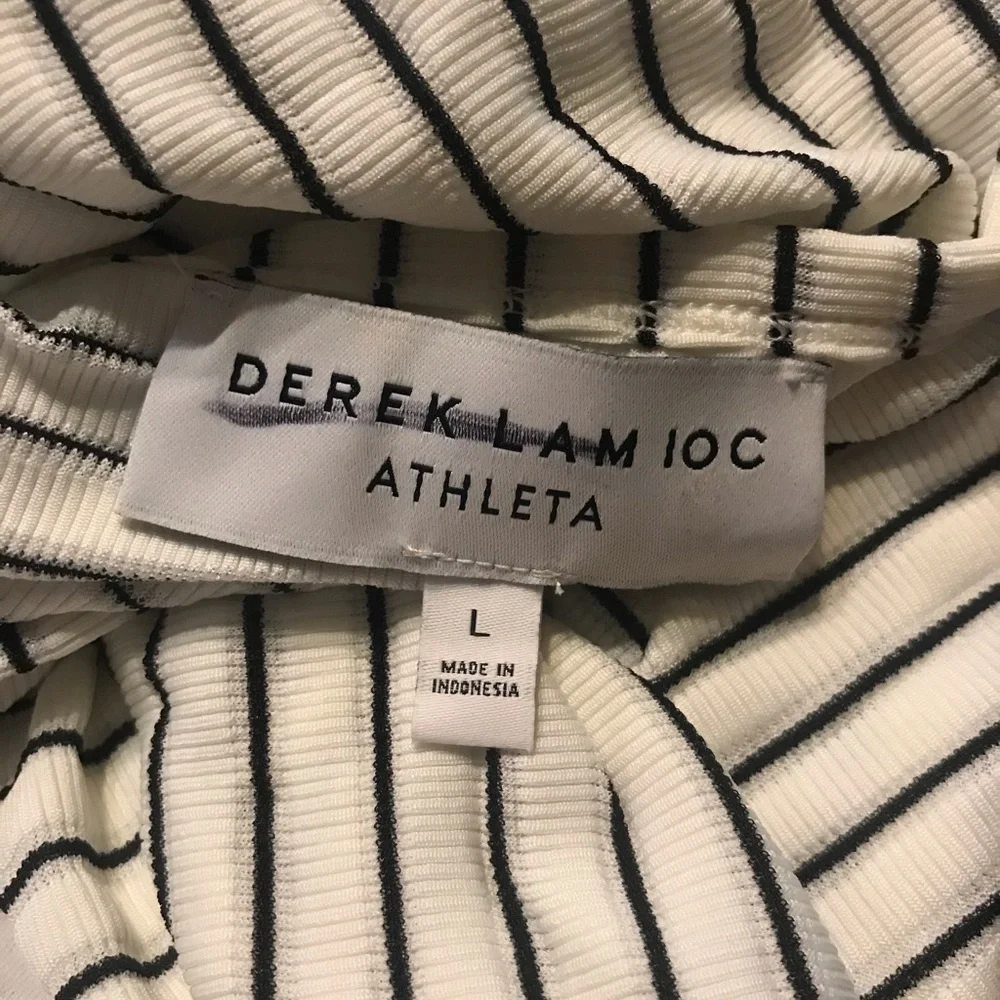 DEREK LAM 10C
ATHLETA
L
MADE IN
INDONESIA